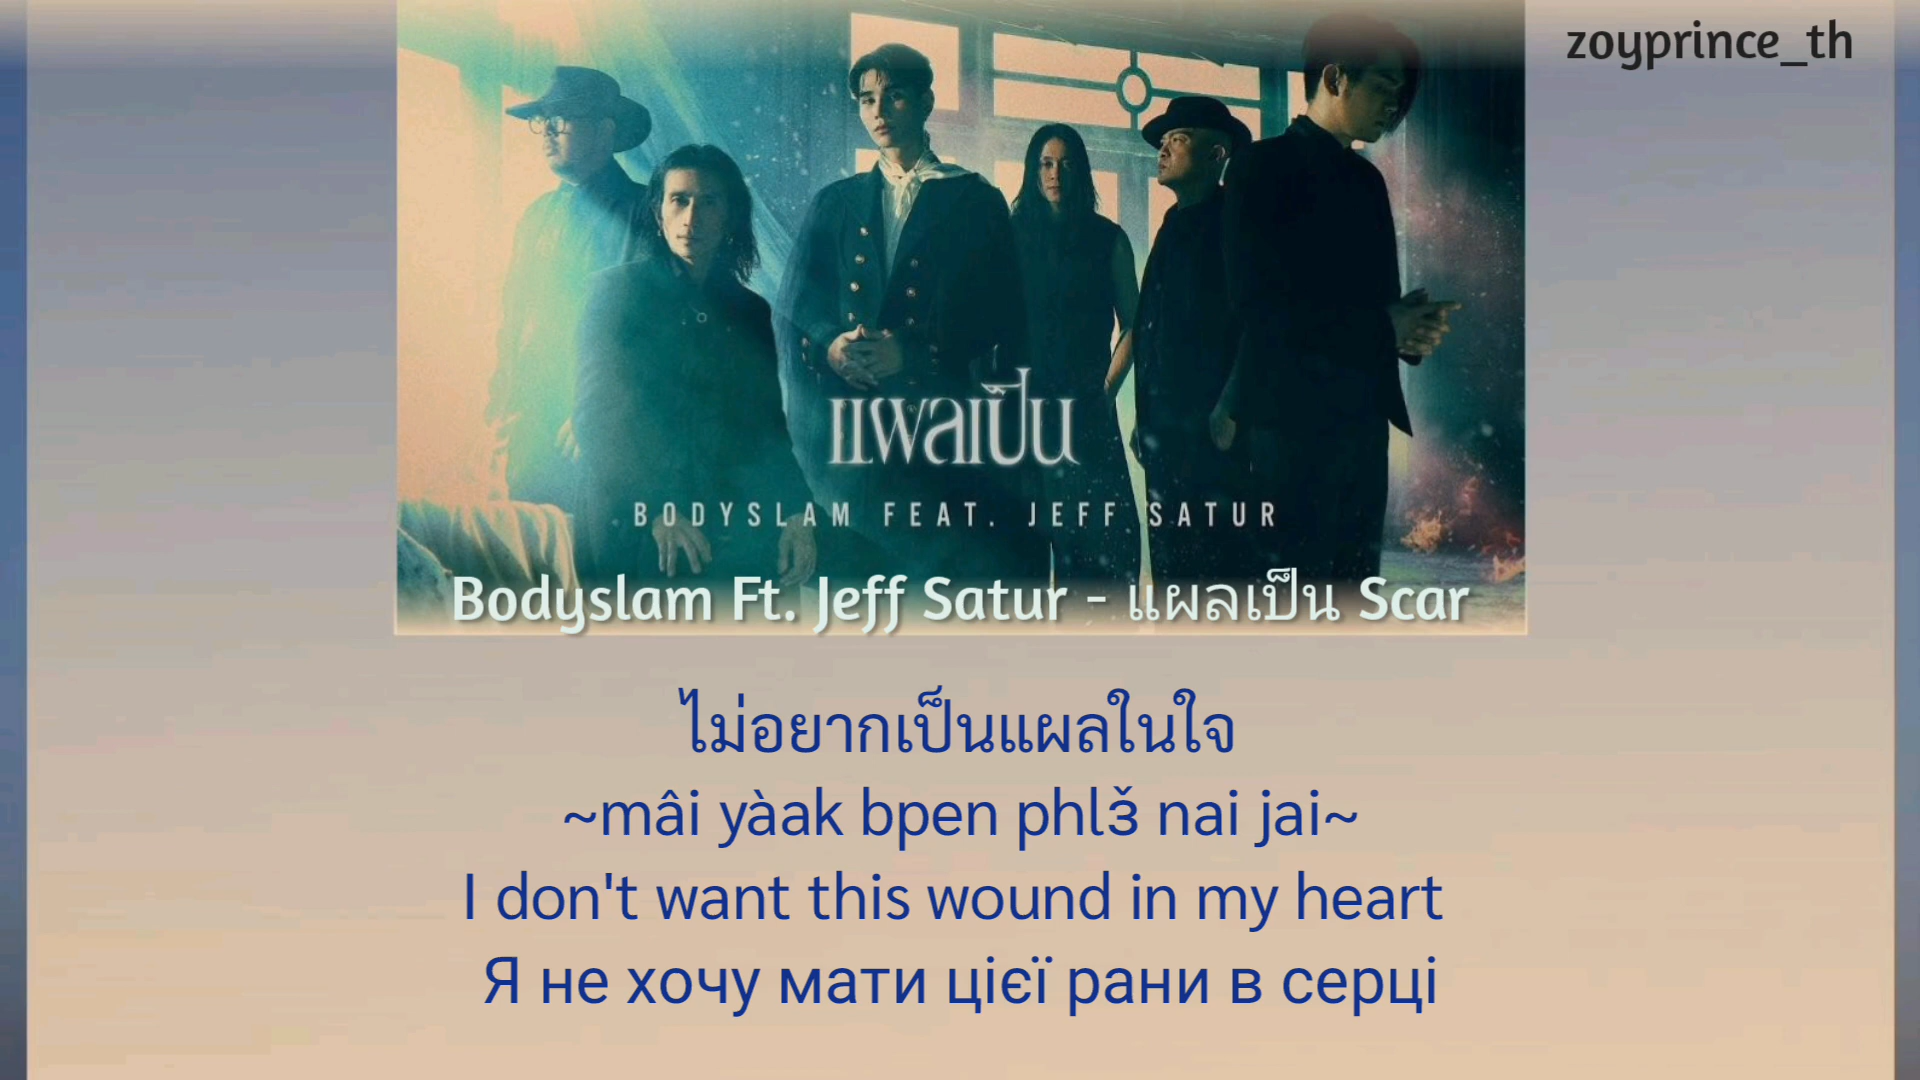 zoyprince_th
แผลเป็น
BODYSLAM FEAT. JEFF SATUR
Bodyslam Ft. Jeff Satur - แผลเป็น Scar
ไม่อยากเป็นแผลในใจ
~mâi yàak bpen phlɜ̌ nai jai~
I don't want this wound in my heart
Я не хочу мати цієї рани в серці